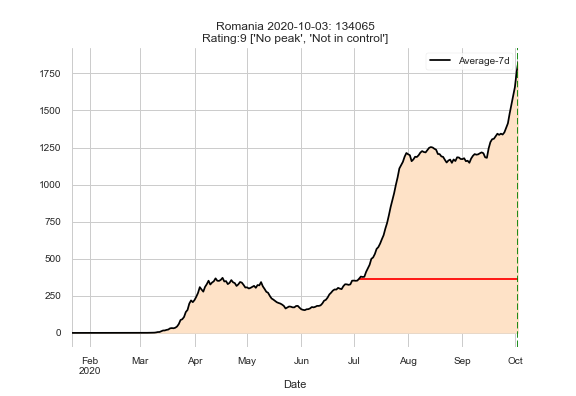 Romania 2020-10-03: 134065
Rating:9 ['No peak', 'Not in control']
Average-7d
1750
1500
1250
1000
750
500
250
0
Feb Mar Apr May Jun Jul Aug Sep Oct
2020
Date